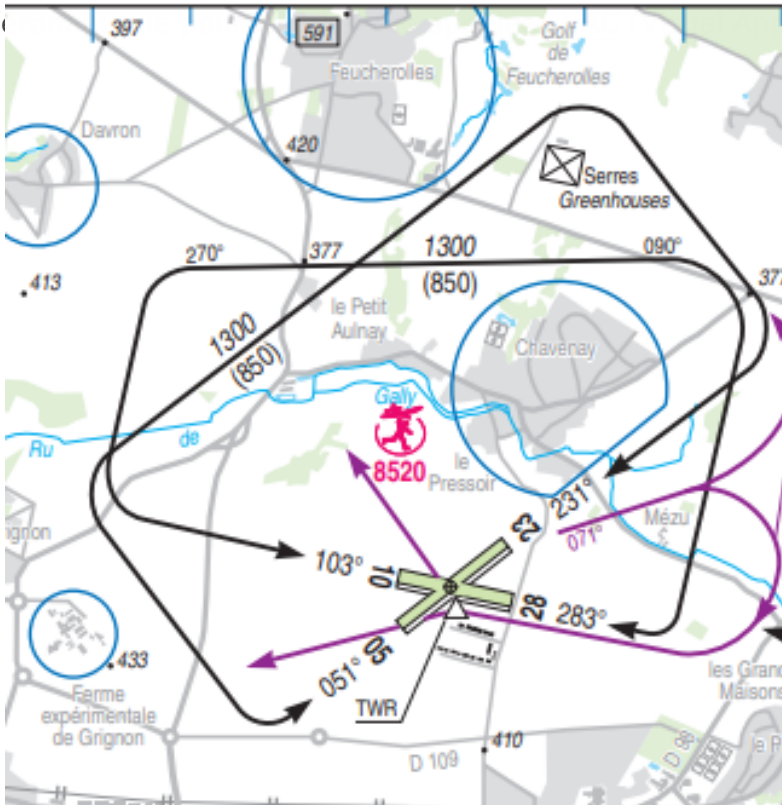 397
591
Feucherolles
Golf
de
Feucherolles
Davron
420
Serres
Greenhouses
270°
377
1300
(850)
090°
377
413
le Petit
Aulnay
1300
(850)
Chavenay
Ru
de
Gally
8520
le
Pressoir
231°
23
071°
Mézu
103°
10
28
283°
05
051°
433
Ferme
expérimentale
de Grignon
TWR
les Grand
Maisons
D 109
410
D 98